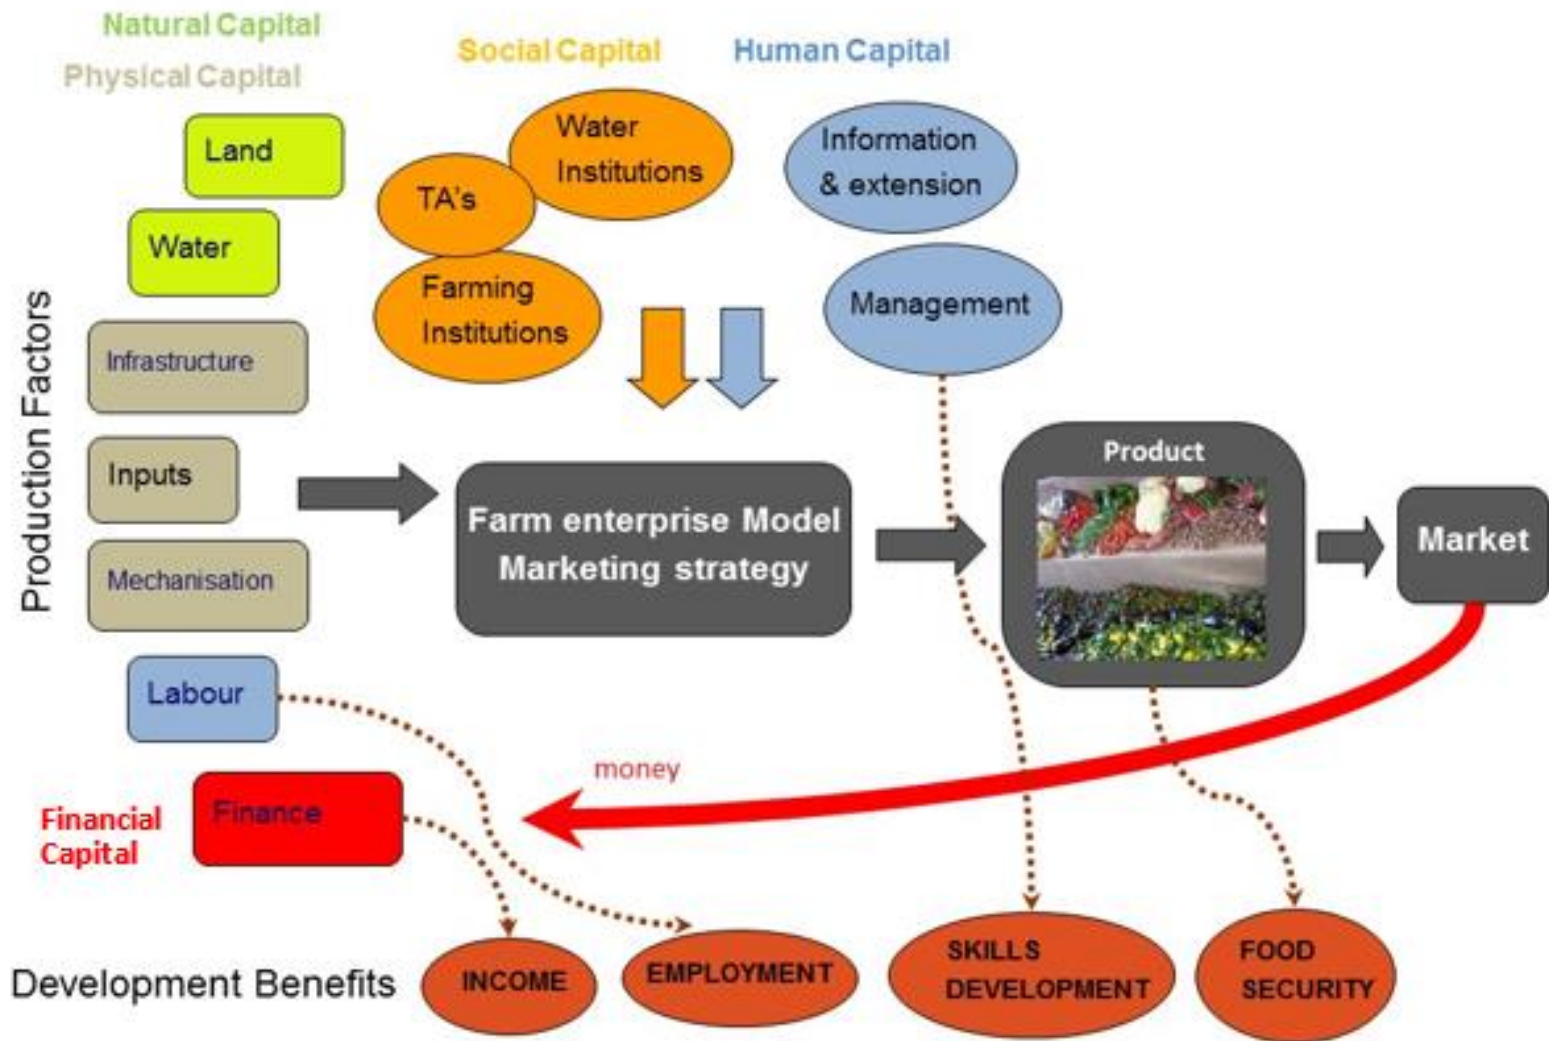 Natural Capital
Physical Capital
Social Capital
Human Capital
Land
Water
Infrastructure
Inputs
Mechanisation
Labour
Finance
Production Factors
Financial
Capital
TA's
Water
Institutions
Farming
Institutions
Information
& extension
Management
Farm enterprise Model
Marketing strategy
Product
Market
money
Development Benefits
INCOME
EMPLOYMENT
SKILLS
DEVELOPMENT
FOOD
SECURITY